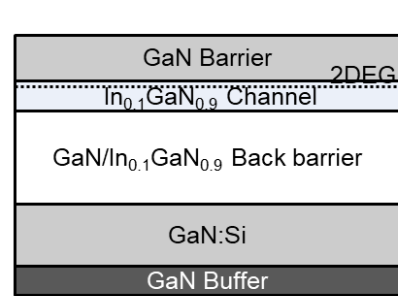 GaN Barrier
2DEG
In₀.₁GaN₀.₉ Channel
GaN/In₀.₁GaN₀.₉ Back barrier
GaN:Si
GaN Buffer